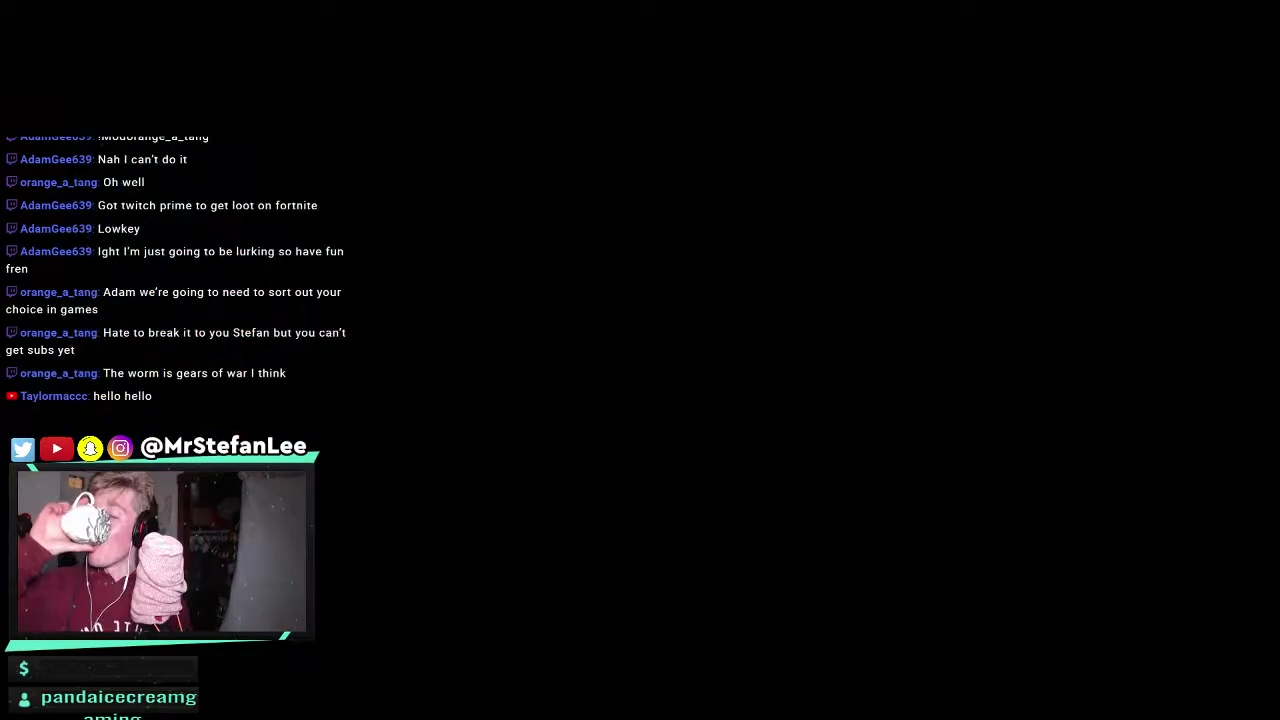 AdamGee639: !Modorange_a_tang
AdamGee639: Nah I can't do it
orange_a_tang: Oh well
AdamGee639: Got twitch prime to get loot on fortnite
AdamGee639: Lowkey
AdamGee639: Ight I'm just going to be lurking so have fun
fren
orange_a_tang: Adam we're going to need to sort out your
choice in games
orange_a_tang: Hate to break it to you Stefan but you can't
get subs yet
orange_a_tang: The worm is gears of war I think
Taylormaccc: hello hello
@MrStefanLee
$
pandaicecreamg
aming